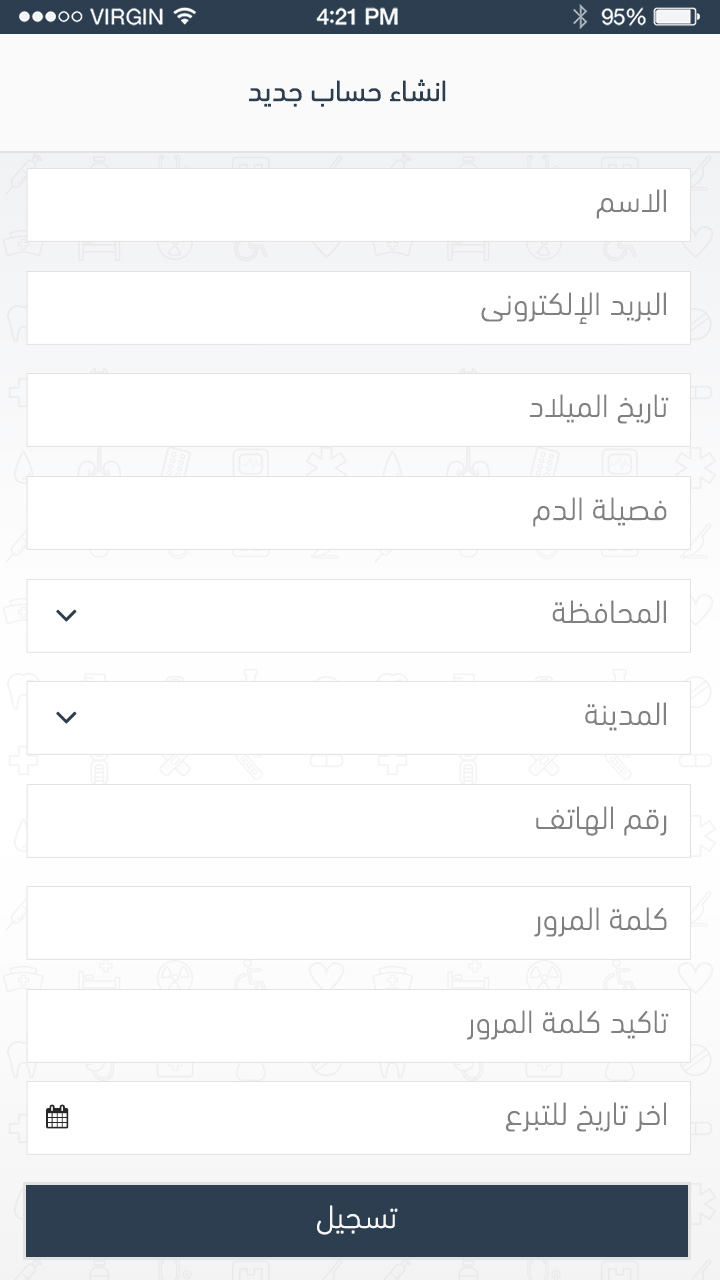 VIRGIN 4:21 PM 95%
انشاء حساب جديد
الاسم
البريد الإلكترونى
تاريخ الميلاد
فصيلة الدم
المحافظة
المدينة
رقم الهاتف
كلمة المرور
تاكيد كلمة المرور
اخر تاريخ للتبرع
تسجيل